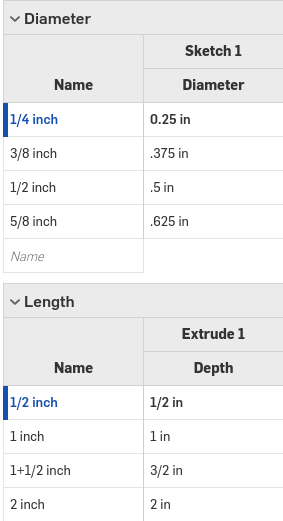 Diameter
Sketch 1
Name Diameter
1/4 inch 0.25 in
3/8 inch .375 in
1/2 inch .5 in
5/8 inch .625 in
Name
Length
Extrude 1
Name Depth
1/2 inch 1/2 in
1 inch 1 in
1+1/2 inch 3/2 in
2 inch 2 in